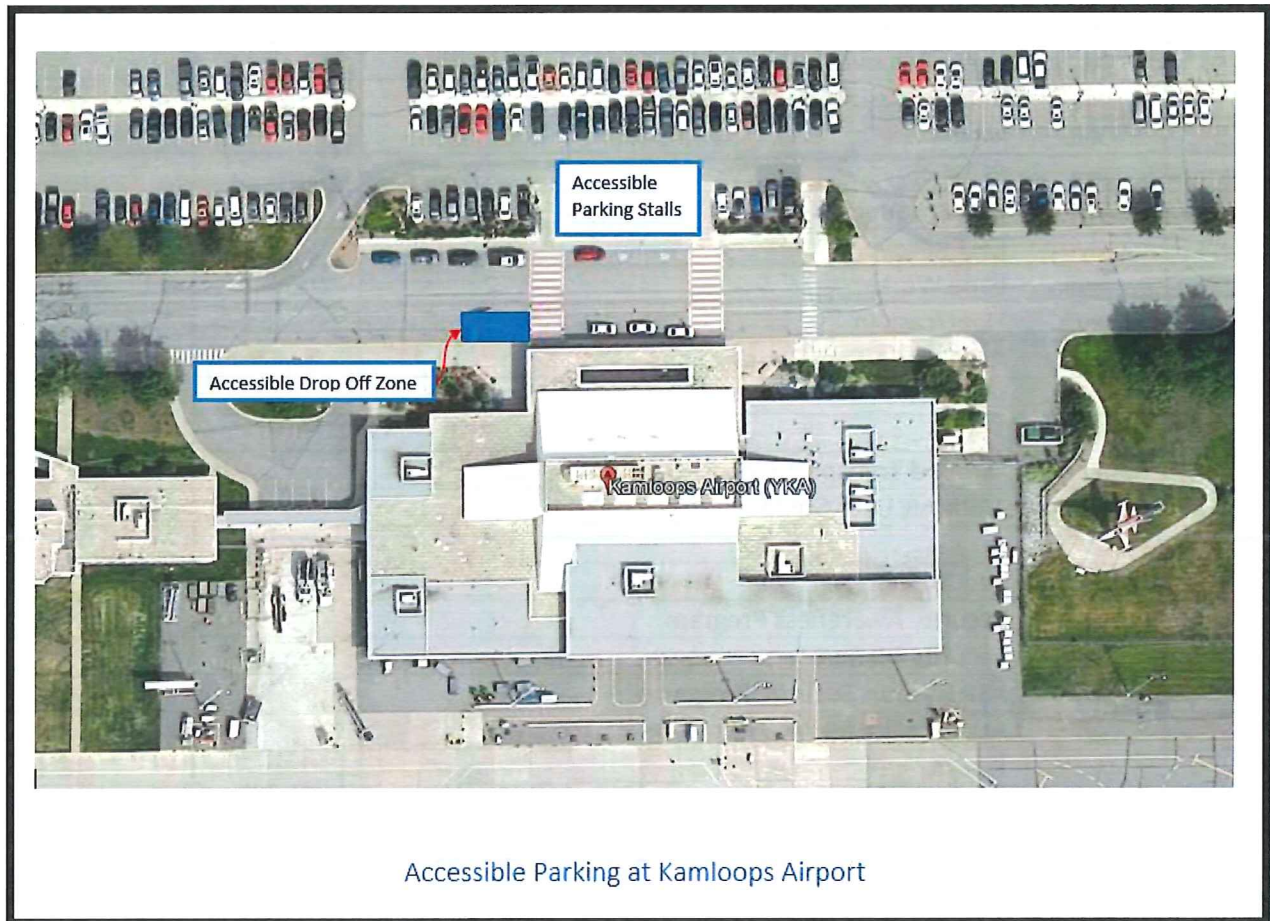 Accessible
Parking Stalls
Accessible Drop Off Zone
Kamloops Airport (YKA)
Accessible Parking at Kamloops Airport